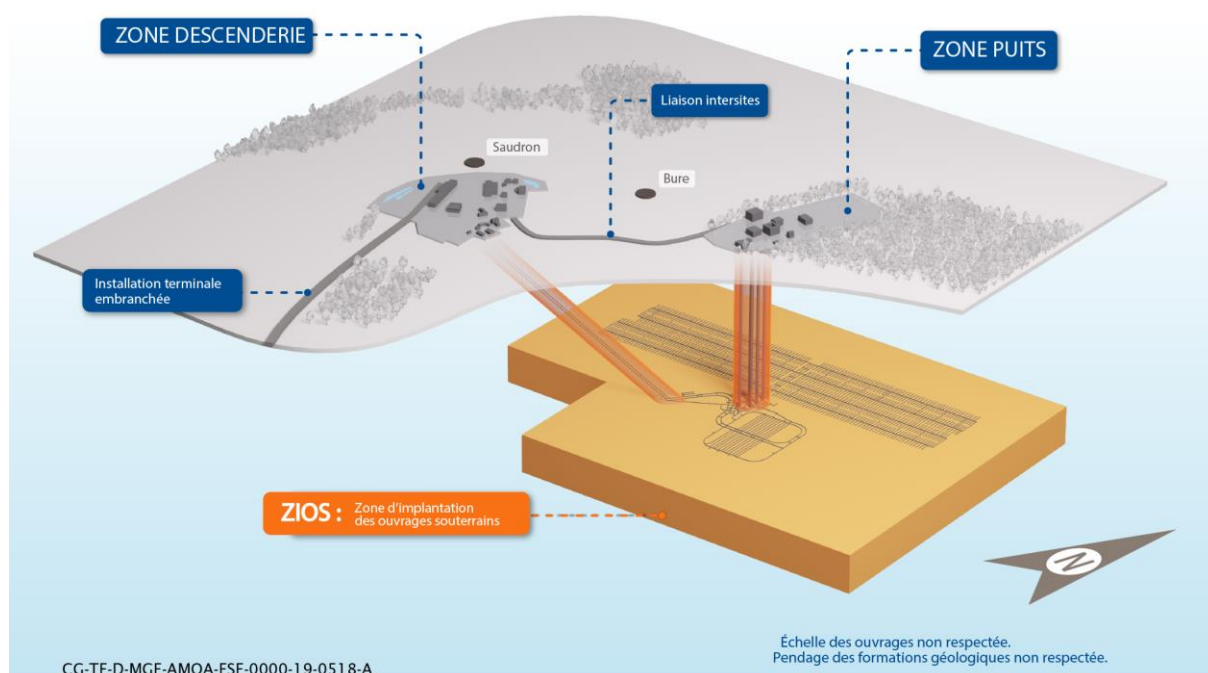 ZONE DESCENDERIE
ZONE PUITS
Liaison intersites
Saudron
Bure
Installation terminale
embranchée
ZIOS : Zone d'implantation
des ouvrages souterrains
N
Échelle des ouvrages non respectée.
Pendage des formations géologiques non respectée.
CG-TE-D-MGE-AMOA-ESE-0000-19-0518-A